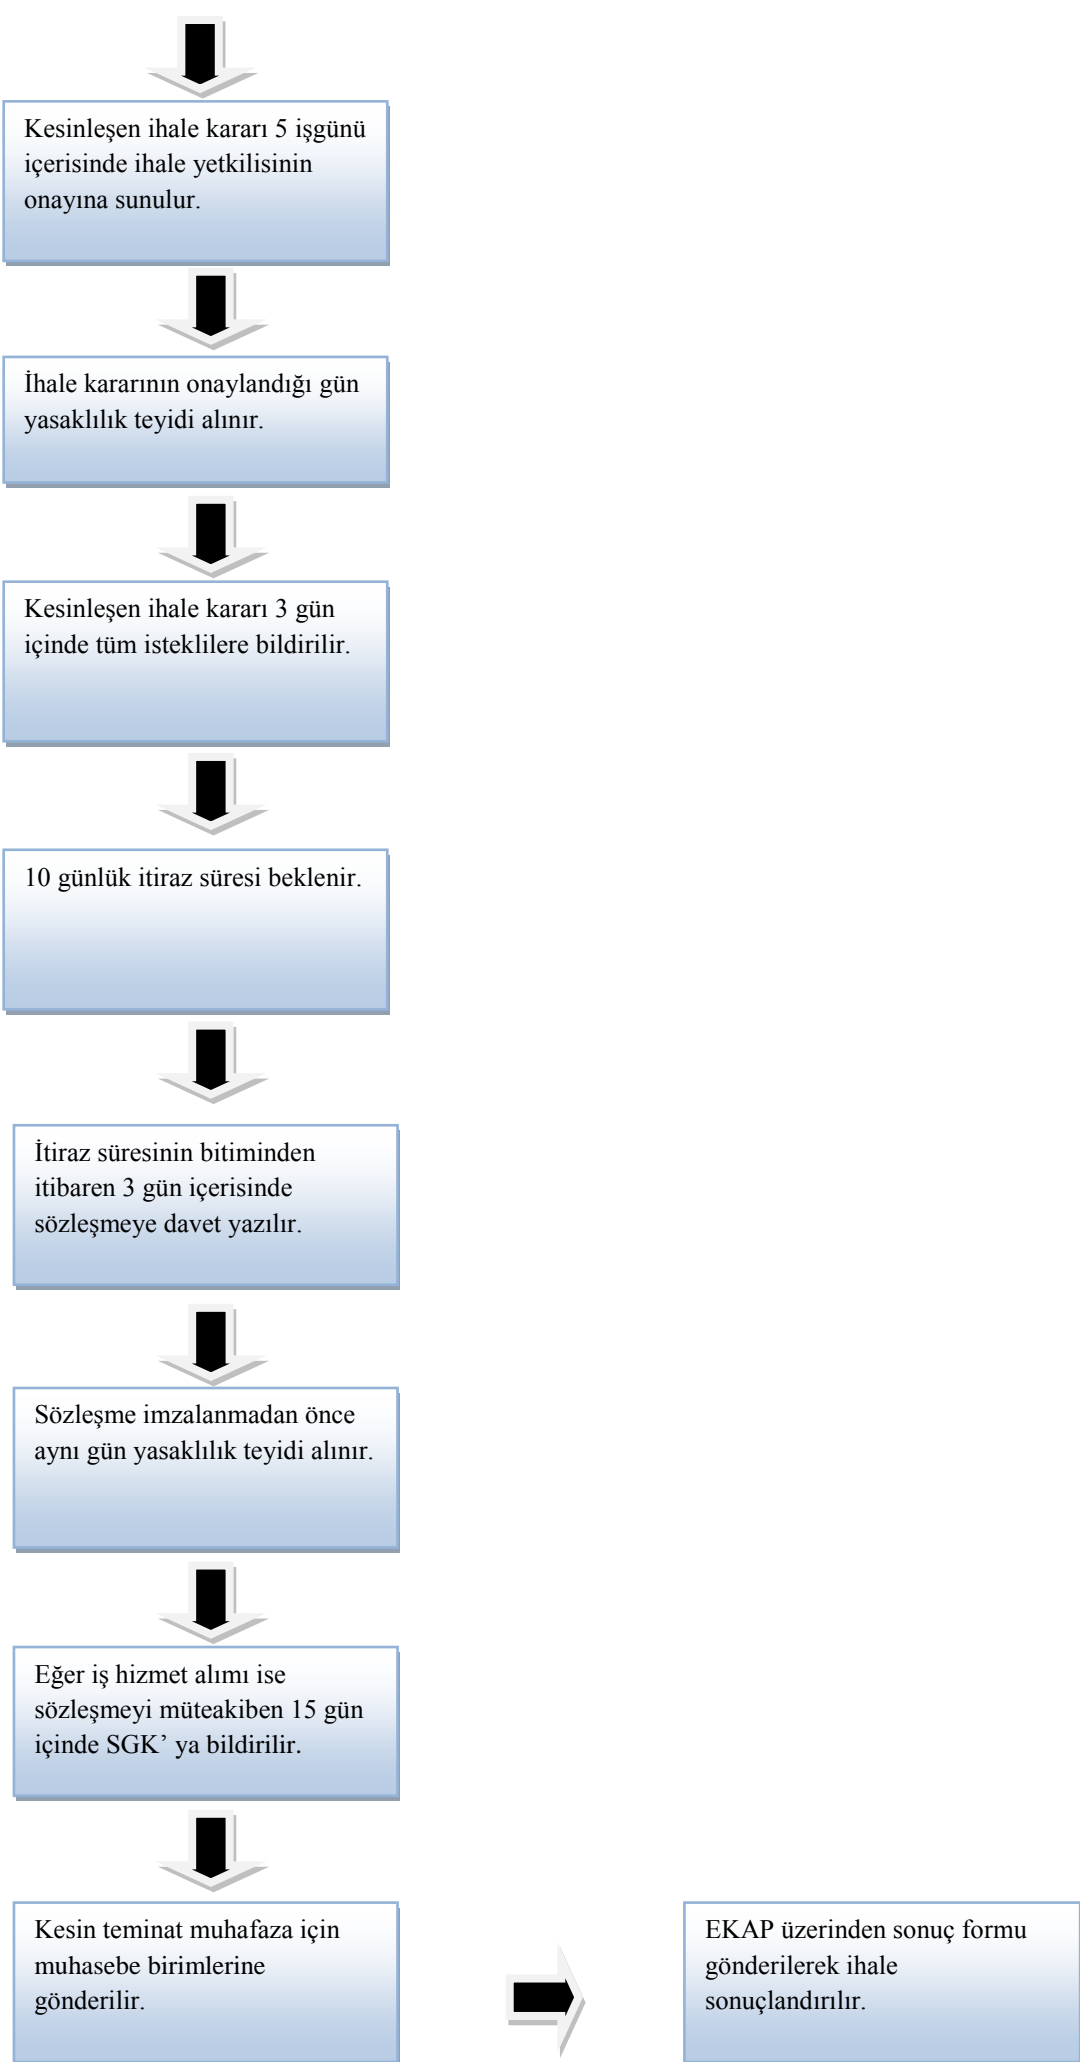 Kesinleşen ihale kararı 5 işgünü
içerisinde ihale yetkilisinin
onayına sunulur.
İhale kararının onaylandığı gün
yasaklılık teyidi alınır.
Kesinleşen ihale kararı 3 gün
içinde tüm isteklilere bildirilir.
10 günlük itiraz süresi beklenir.
İtiraz süresinin bitiminden
itibaren 3 gün içerisinde
sözleşmeye davet yazılır.
Sözleşme imzalanmadan önce
aynı gün yasaklılık teyidi alınır.
Eğer iş hizmet alımı ise
sözleşmeyi müteakiben 15 gün
içinde SGK’ ya bildirilir.
Kesin teminat muhafaza için
muhasebe birimlerine
gönderilir.
EKAP üzerinden sonuç formu
gönderilerek ihale
sonuçlandırılır.